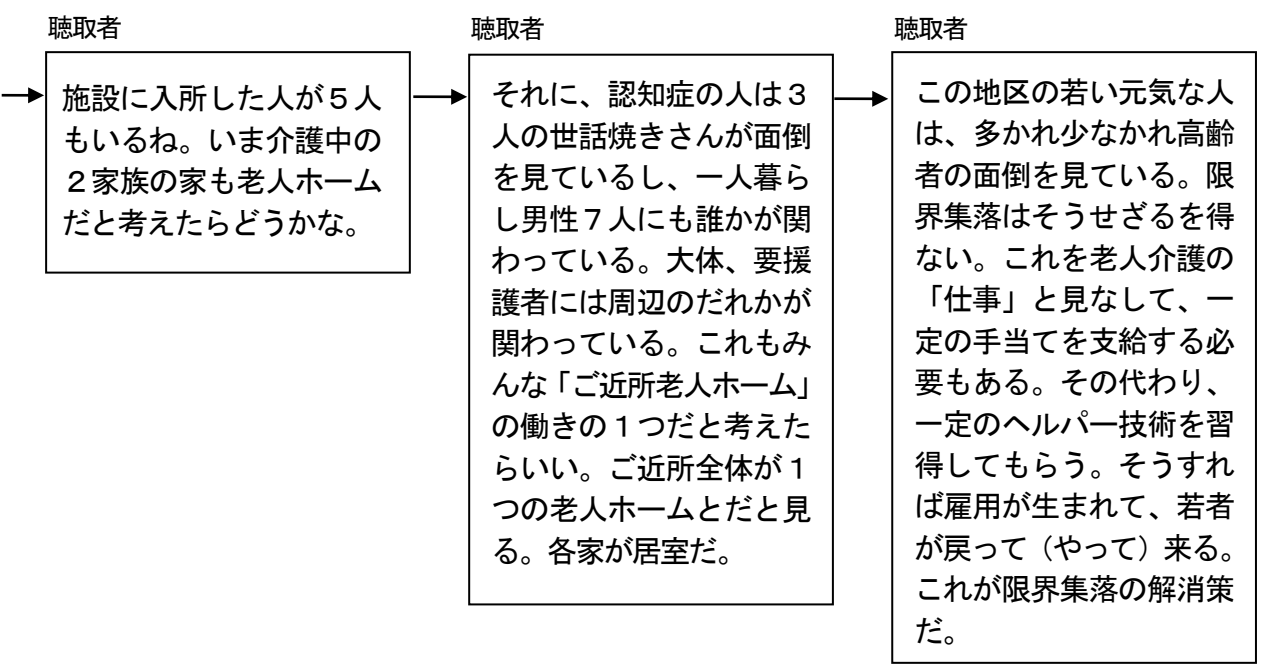 聴取者
施設に入所した人が５人
もいるね。いま介護中の
２家族の家も老人ホーム
だと考えたらどうかな。
聴取者
それに、認知症の人は３
人の世話焼きさんが面倒
を見ているし、一人暮ら
し男性７人にも誰かが関
わっている。大体、要援
護者には周辺のだれかが
関わっている。これもみ
んな「ご近所老人ホーム」
の働きの１つだと考えた
らいい。ご近所全体が１
つの老人ホームとだと見
る。各家が居室だ。
聴取者
この地区の若い元気な人
は、多かれ少なかれ高齢
者の面倒を見ている。限
界集落はそうせざるを得
ない。これを老人介護の
「仕事」と見なして、一
定の手当てを支給する必
要もある。その代わり、
一定のヘルパー技術を習
得してもらう。そうすれ
ば雇用が生まれて、若者
が戻って（やって）来る。
これが限界集落の解消策
だ。